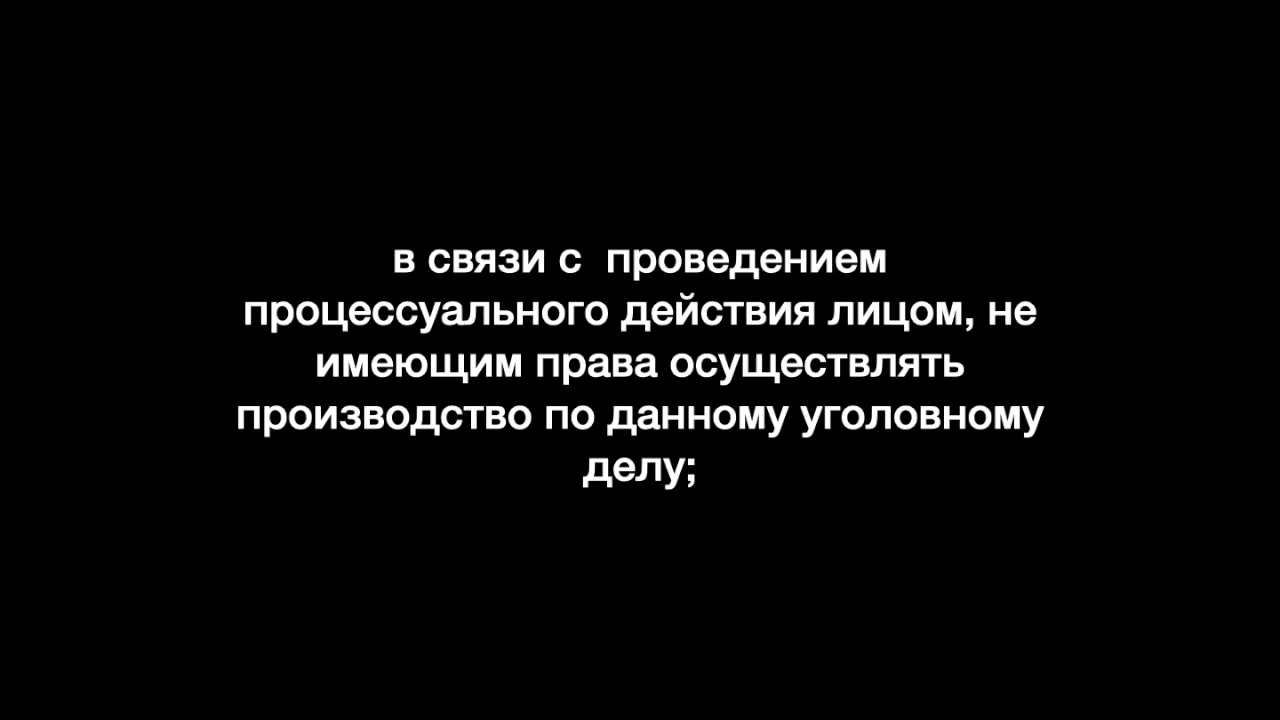 в связи с  проведением
процессуального действия лицом, не
имеющим права осуществлять
производство по данному уголовному
делу;